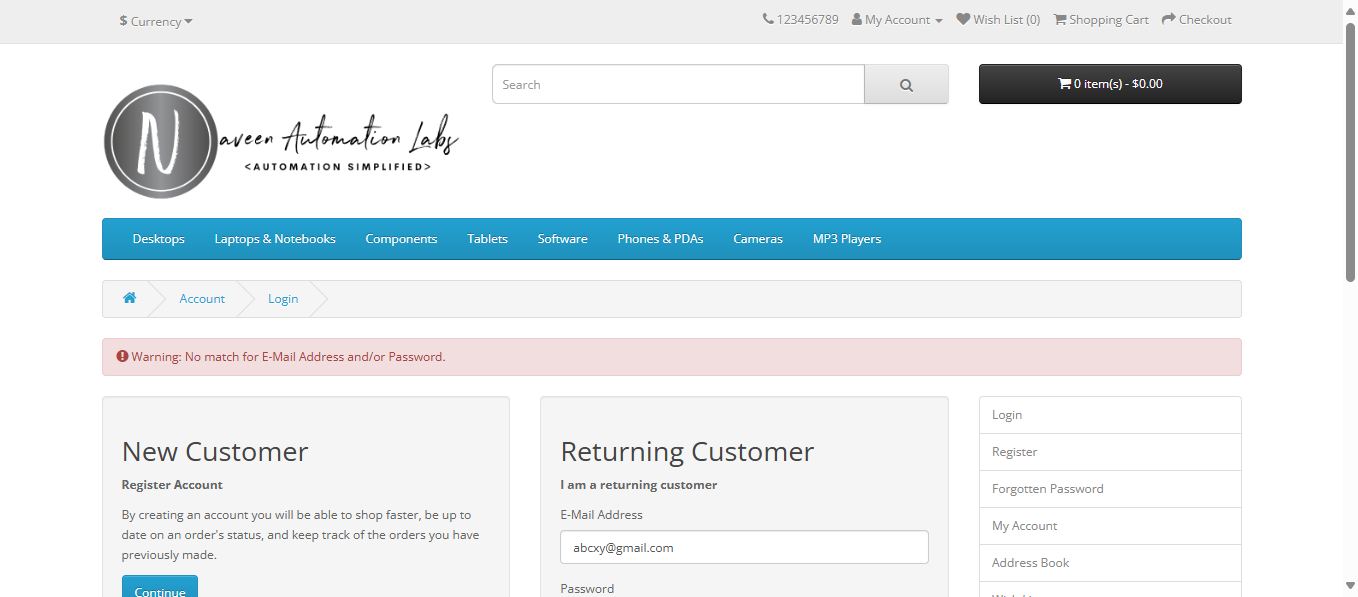 $ Currency
123456789 My Account Wish List (0) Shopping Cart Checkout
N
aveen Automation Labs
<AUTOMATION SIMPLIFIED>
Search
0 item(s) - $0.00
Desktops Laptops & Notebooks Components Tablets Software Phones & PDAs Cameras MP3 Players
Account Login
Warning: No match for E-Mail Address and/or Password.
New Customer
Register Account
By creating an account you will be able to shop faster, be up to
date on an order's status, and keep track of the orders you have
previously made.
Continue
Returning Customer
I am a returning customer
E-Mail Address
abcxy@gmail.com
Password
Login
Register
Forgotten Password
My Account
Address Book